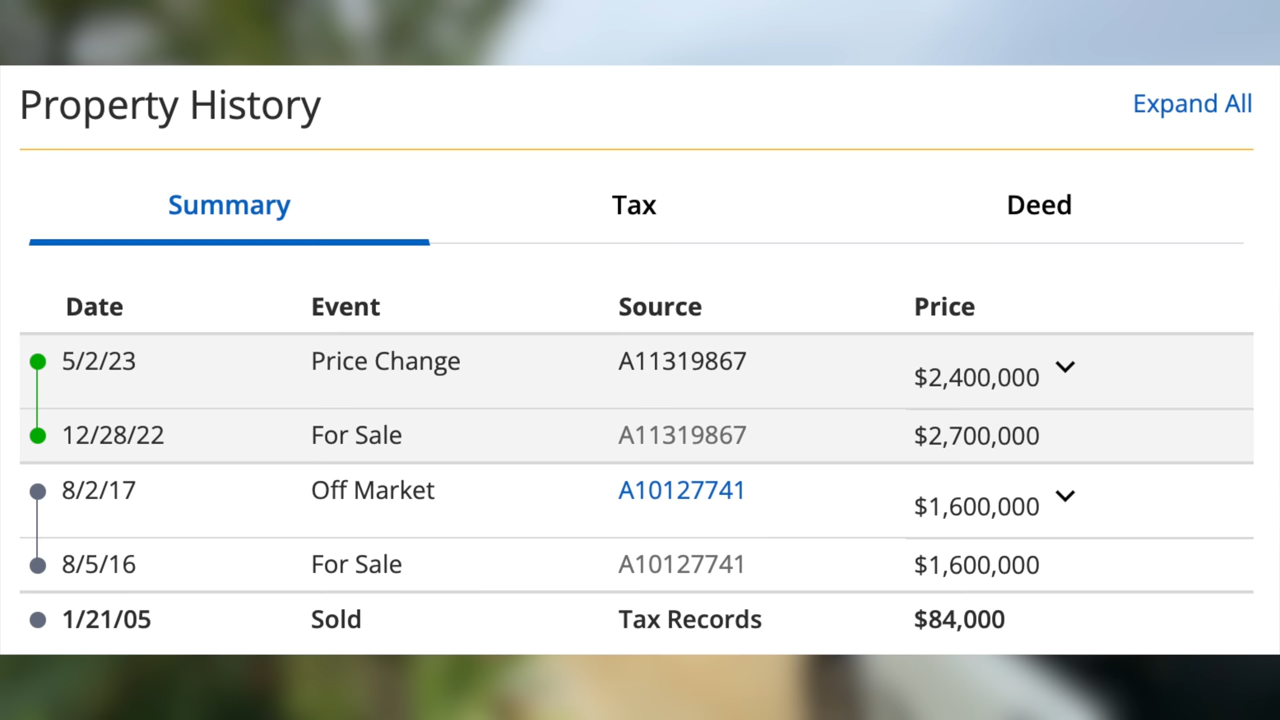 Property History Expand All
Summary Tax Deed
Date Event Source Price
5/2/23 Price Change A11319867 $2,400,000
12/28/22 For Sale A11319867 $2,700,000
8/2/17 Off Market A10127741 $1,600,000
8/5/16 For Sale A10127741 $1,600,000
1/21/05 Sold Tax Records $84,000